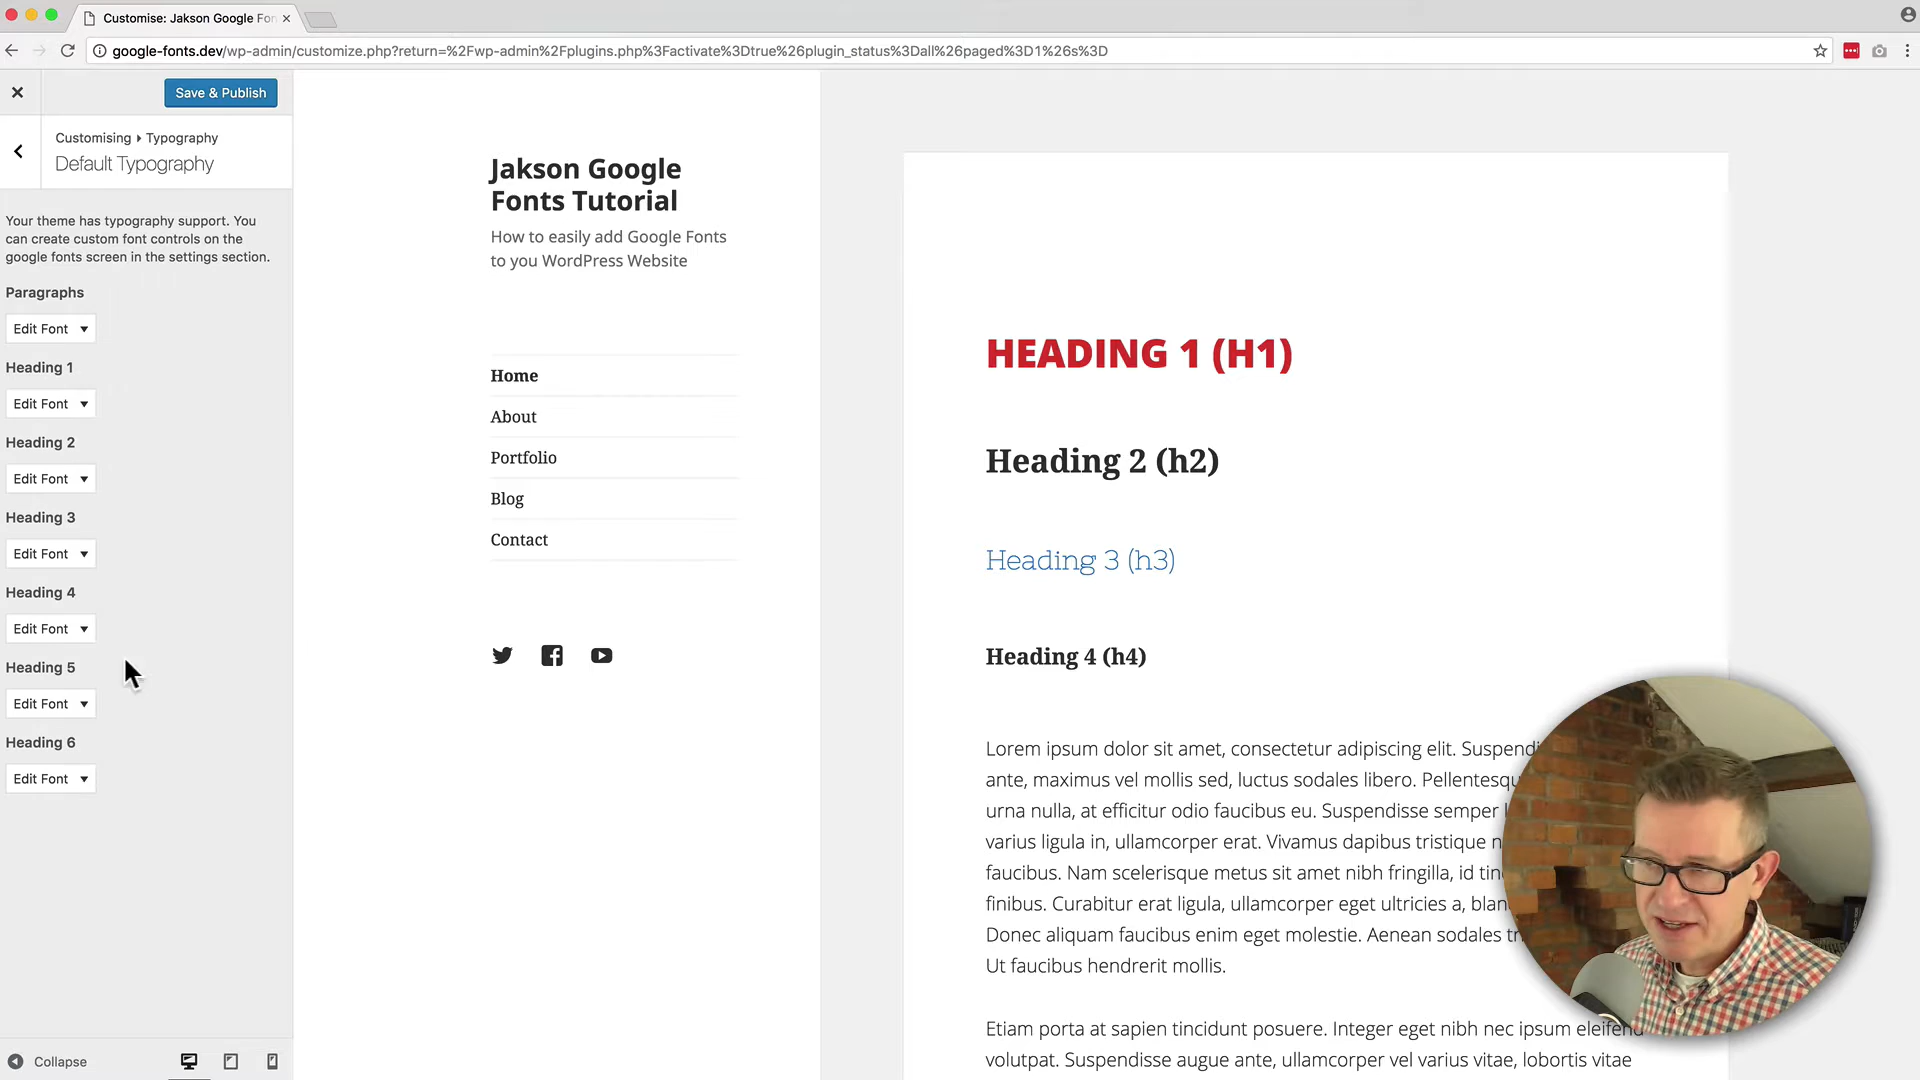 Customise: Jakson Google Fon
google-fonts.dev/wp-admin/customize.php?return=%2Fwp-admin%2Fplugins.php%3Factivate%3Dtrue%26plugin_status%3Dall%26paged%3D1%26s%3D
Save & Publish
Customising ▸ Typography
Default Typography
Your theme has typography support. You
can create custom font controls on the
google fonts screen in the settings section.
Paragraphs
Edit Font
Heading 1
Edit Font
Heading 2
Edit Font
Heading 3
Edit Font
Heading 4
Edit Font
Heading 5
Edit Font
Heading 6
Edit Font
Collapse
Jakson Google
Fonts Tutorial
How to easily add Google Fonts
to you WordPress Website
Home
About
Portfolio
Blog
Contact
HEADING 1 (H1)
Heading 2 (h2)
Heading 3 (h3)
Heading 4 (h4)
Lorem ipsum dolor sit amet, consectetur adipiscing elit. Suspendi
ante, maximus vel mollis sed, luctus sodales libero. Pellentesqu
urna nulla, at efficitur odio faucibus eu. Suspendisse semper l
varius ligula in, ullamcorper erat. Vivamus dapibus tristique n
faucibus. Nam scelerisque metus sit amet nibh fringilla, id tin
finibus. Curabitur erat ligula, ullamcorper eget ultricies a, blan
Donec aliquam faucibus enim eget molestie. Aenean sodales tr
Ut faucibus hendrerit mollis.
Etiam porta at sapien tincidunt posuere. Integer eget nibh nec ipsum eleifend
volutpat. Suspendisse augue ante, ullamcorper vel varius vitae, lobortis vitae